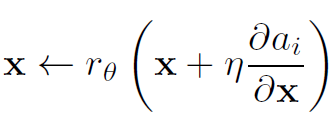 𝐱 ← r_θ ( 𝐱 + η ∂a_i/∂𝐱 )